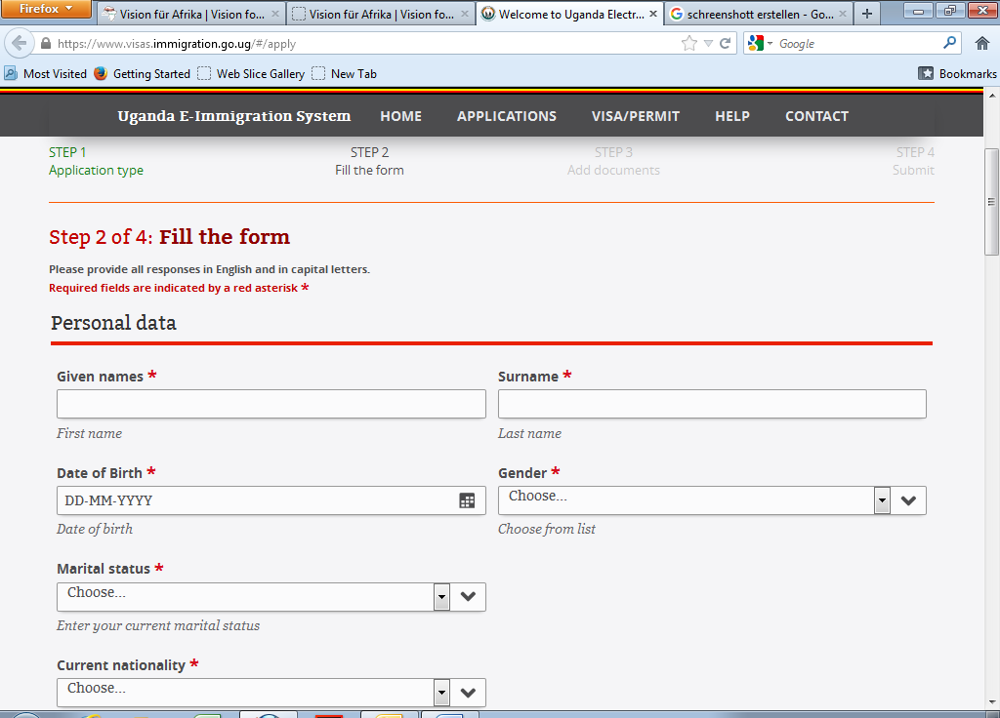 Firefox
Vision für Afrika | Vision fo...
Vision für Afrika | Vision fo...
Welcome to Uganda Electr...
schreenshott erstellen - Go...
https://www.visas.immigration.go.ug/#/apply
Google
Most Visited Getting Started Web Slice Gallery New Tab Bookmarks
Uganda E-Immigration System HOME APPLICATIONS VISA/PERMIT HELP CONTACT
STEP 1 STEP 2 STEP 3 STEP 4
Application type Fill the form Add documents Submit
Step 2 of 4: Fill the form
Please provide all responses in English and in capital letters.
Required fields are indicated by a red asterisk *
Personal data
Given names * Surname *
First name Last name
Date of Birth * Gender *
DD-MM-YYYY Choose...
Date of birth Choose from list
Marital status *
Choose...
Enter your current marital status
Current nationality *
Choose...